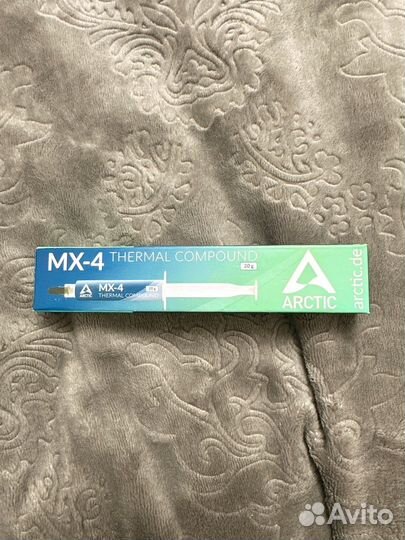 MX-4 THERMAL COMPOUND
20g
MX-4
THERMAL COMPOUND
ARCTIC
arctic.de
Avito